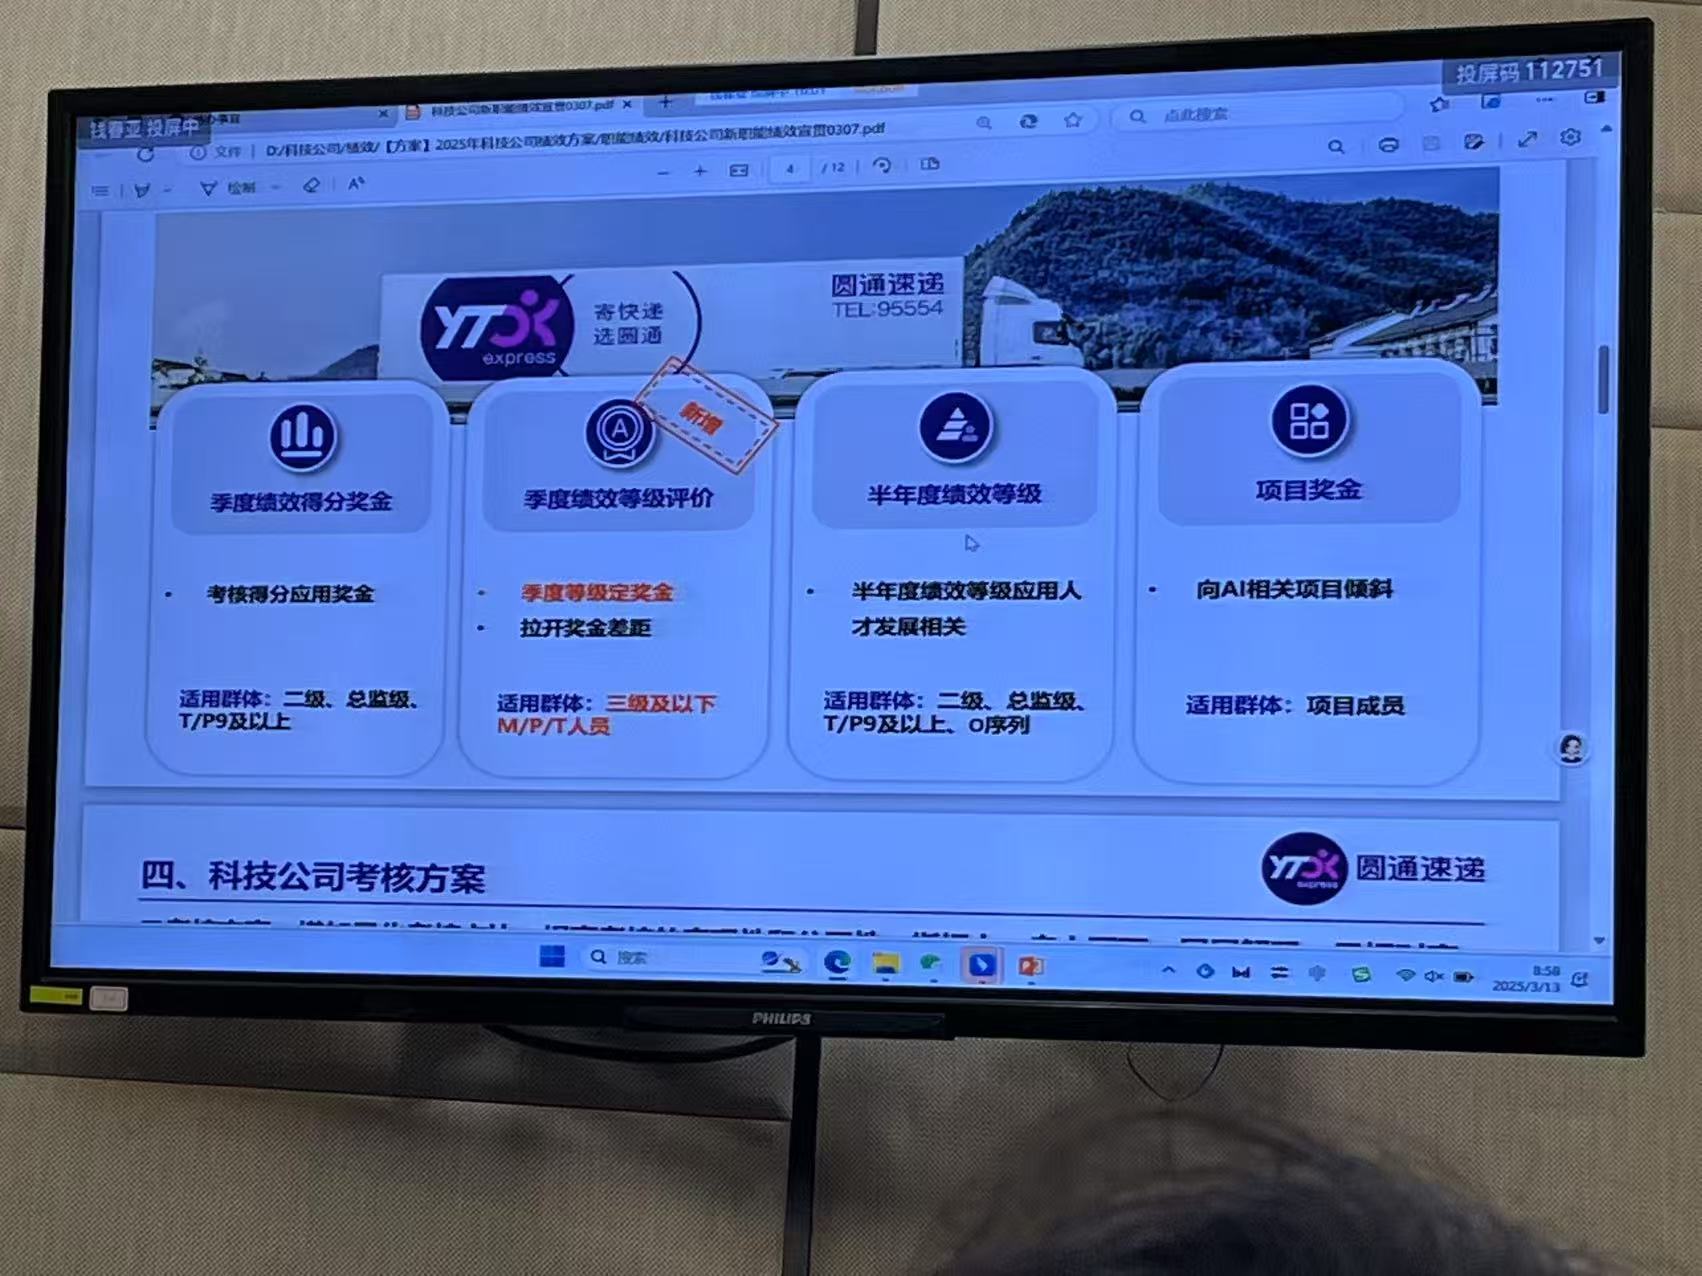 投屏码 112751
钱春亚 投屏中
科技公司新职能绩效宣贯0307.pdf
文件 | D:/科技公司/绩效/【方案】2025年科技公司绩效方案/职能绩效/科技公司新职能绩效宣贯0307.pdf
点此搜索
绘制
4 / 12
YTO
express
寄快递
选圆通
圆通速递
TEL:95554
新增
季度绩效得分奖金
• 考核得分应用奖金
适用群体：二级、总监级、
T/P9及以上
A
季度绩效等级评价
• 季度等级定奖金
• 拉开奖金差距
适用群体：三级及以下
M/P/T人员
半年度绩效等级
• 半年度绩效等级应用人
才发展相关
适用群体：二级、总监级、
T/P9及以上、O序列
项目奖金
• 向AI相关项目倾斜
适用群体：项目成员
四、科技公司考核方案
YTO
express
圆通速递
搜索
8:58
2025/3/13
PHILIPS